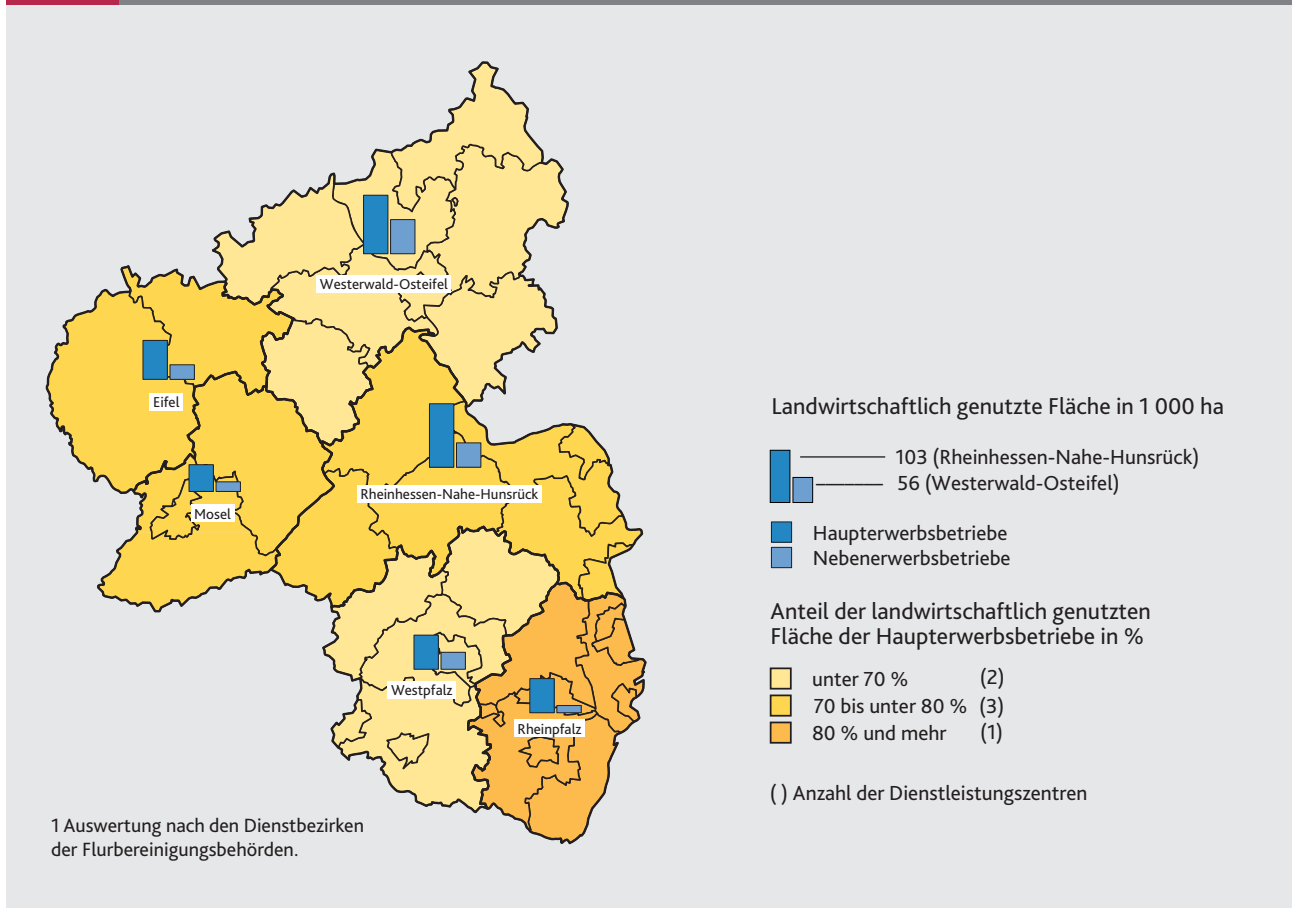 Westerwald-Osteifel
Eifel
Mosel
Rheinhessen-Nahe-Hunsrück
Westpfalz
Rheinpfalz
Landwirtschaftlich genutzte Fläche in 1 000 ha
103 (Rheinhessen-Nahe-Hunsrück)
56 (Westerwald-Osteifel)
Haupterwerbsbetriebe
Nebenerwerbsbetriebe
Anteil der landwirtschaftlich genutzten
Fläche der Haupterwerbsbetriebe in %
unter 70 % (2)
70 bis unter 80 % (3)
80 % und mehr (1)
( ) Anzahl der Dienstleistungszentren
1 Auswertung nach den Dienstbezirken
der Flurbereinigungsbehörden.